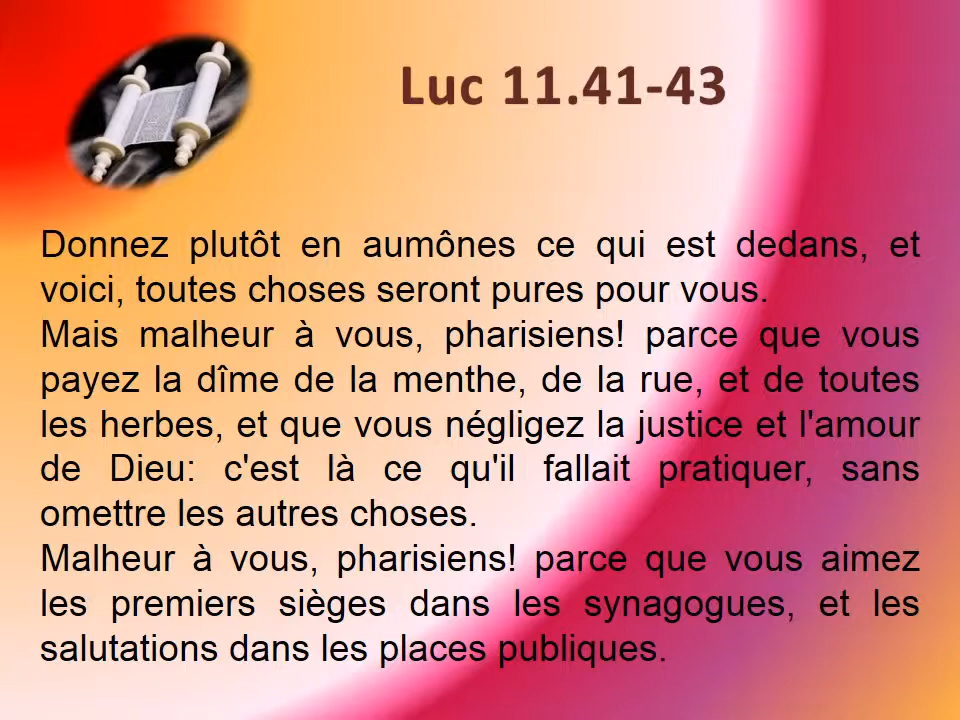 Luc 11.41-43
Donnez plutôt en aumônes ce qui est dedans, et
voici, toutes choses seront pures pour vous.
Mais malheur à vous, pharisiens! parce que vous
payez la dîme de la menthe, de la rue, et de toutes
les herbes, et que vous négligez la justice et l'amour
de Dieu: c'est là ce qu'il fallait pratiquer, sans
omettre les autres choses.
Malheur à vous, pharisiens! parce que vous aimez
les premiers sièges dans les synagogues, et les
salutations dans les places publiques.